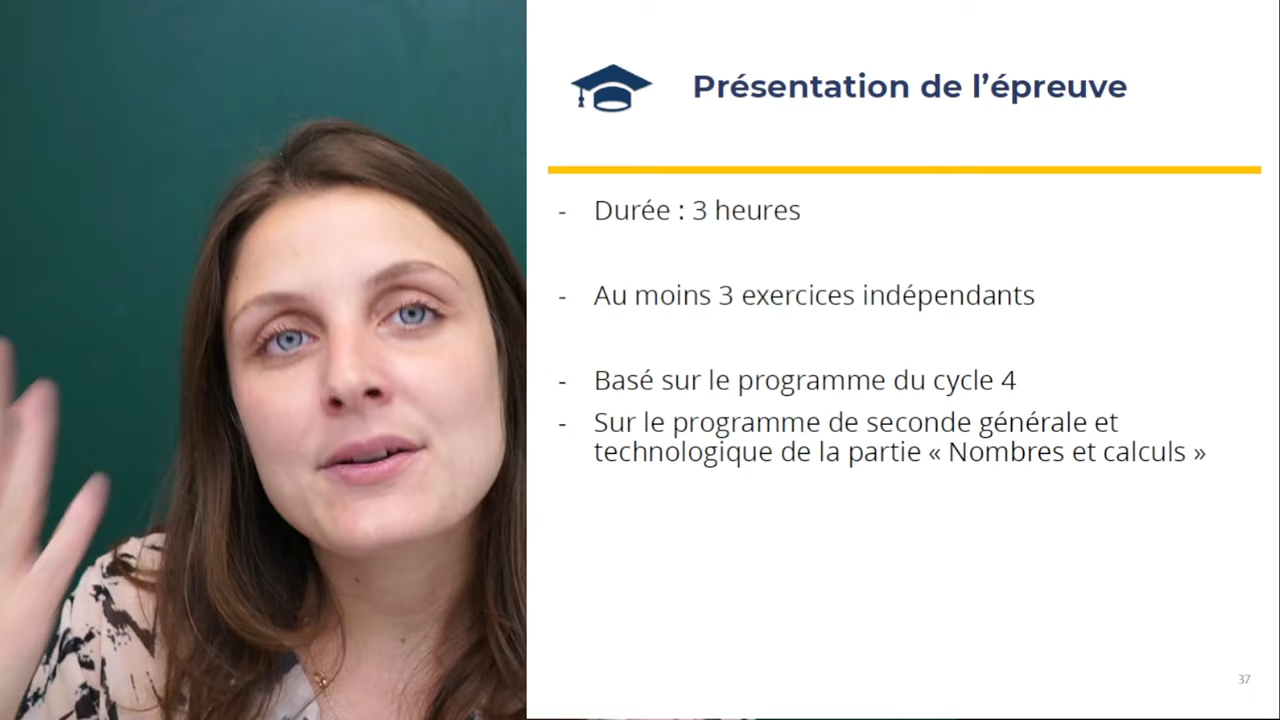 Présentation de l’épreuve
- Durée : 3 heures
- Au moins 3 exercices indépendants
- Basé sur le programme du cycle 4
- Sur le programme de seconde générale et
technologique de la partie « Nombres et calculs »
37